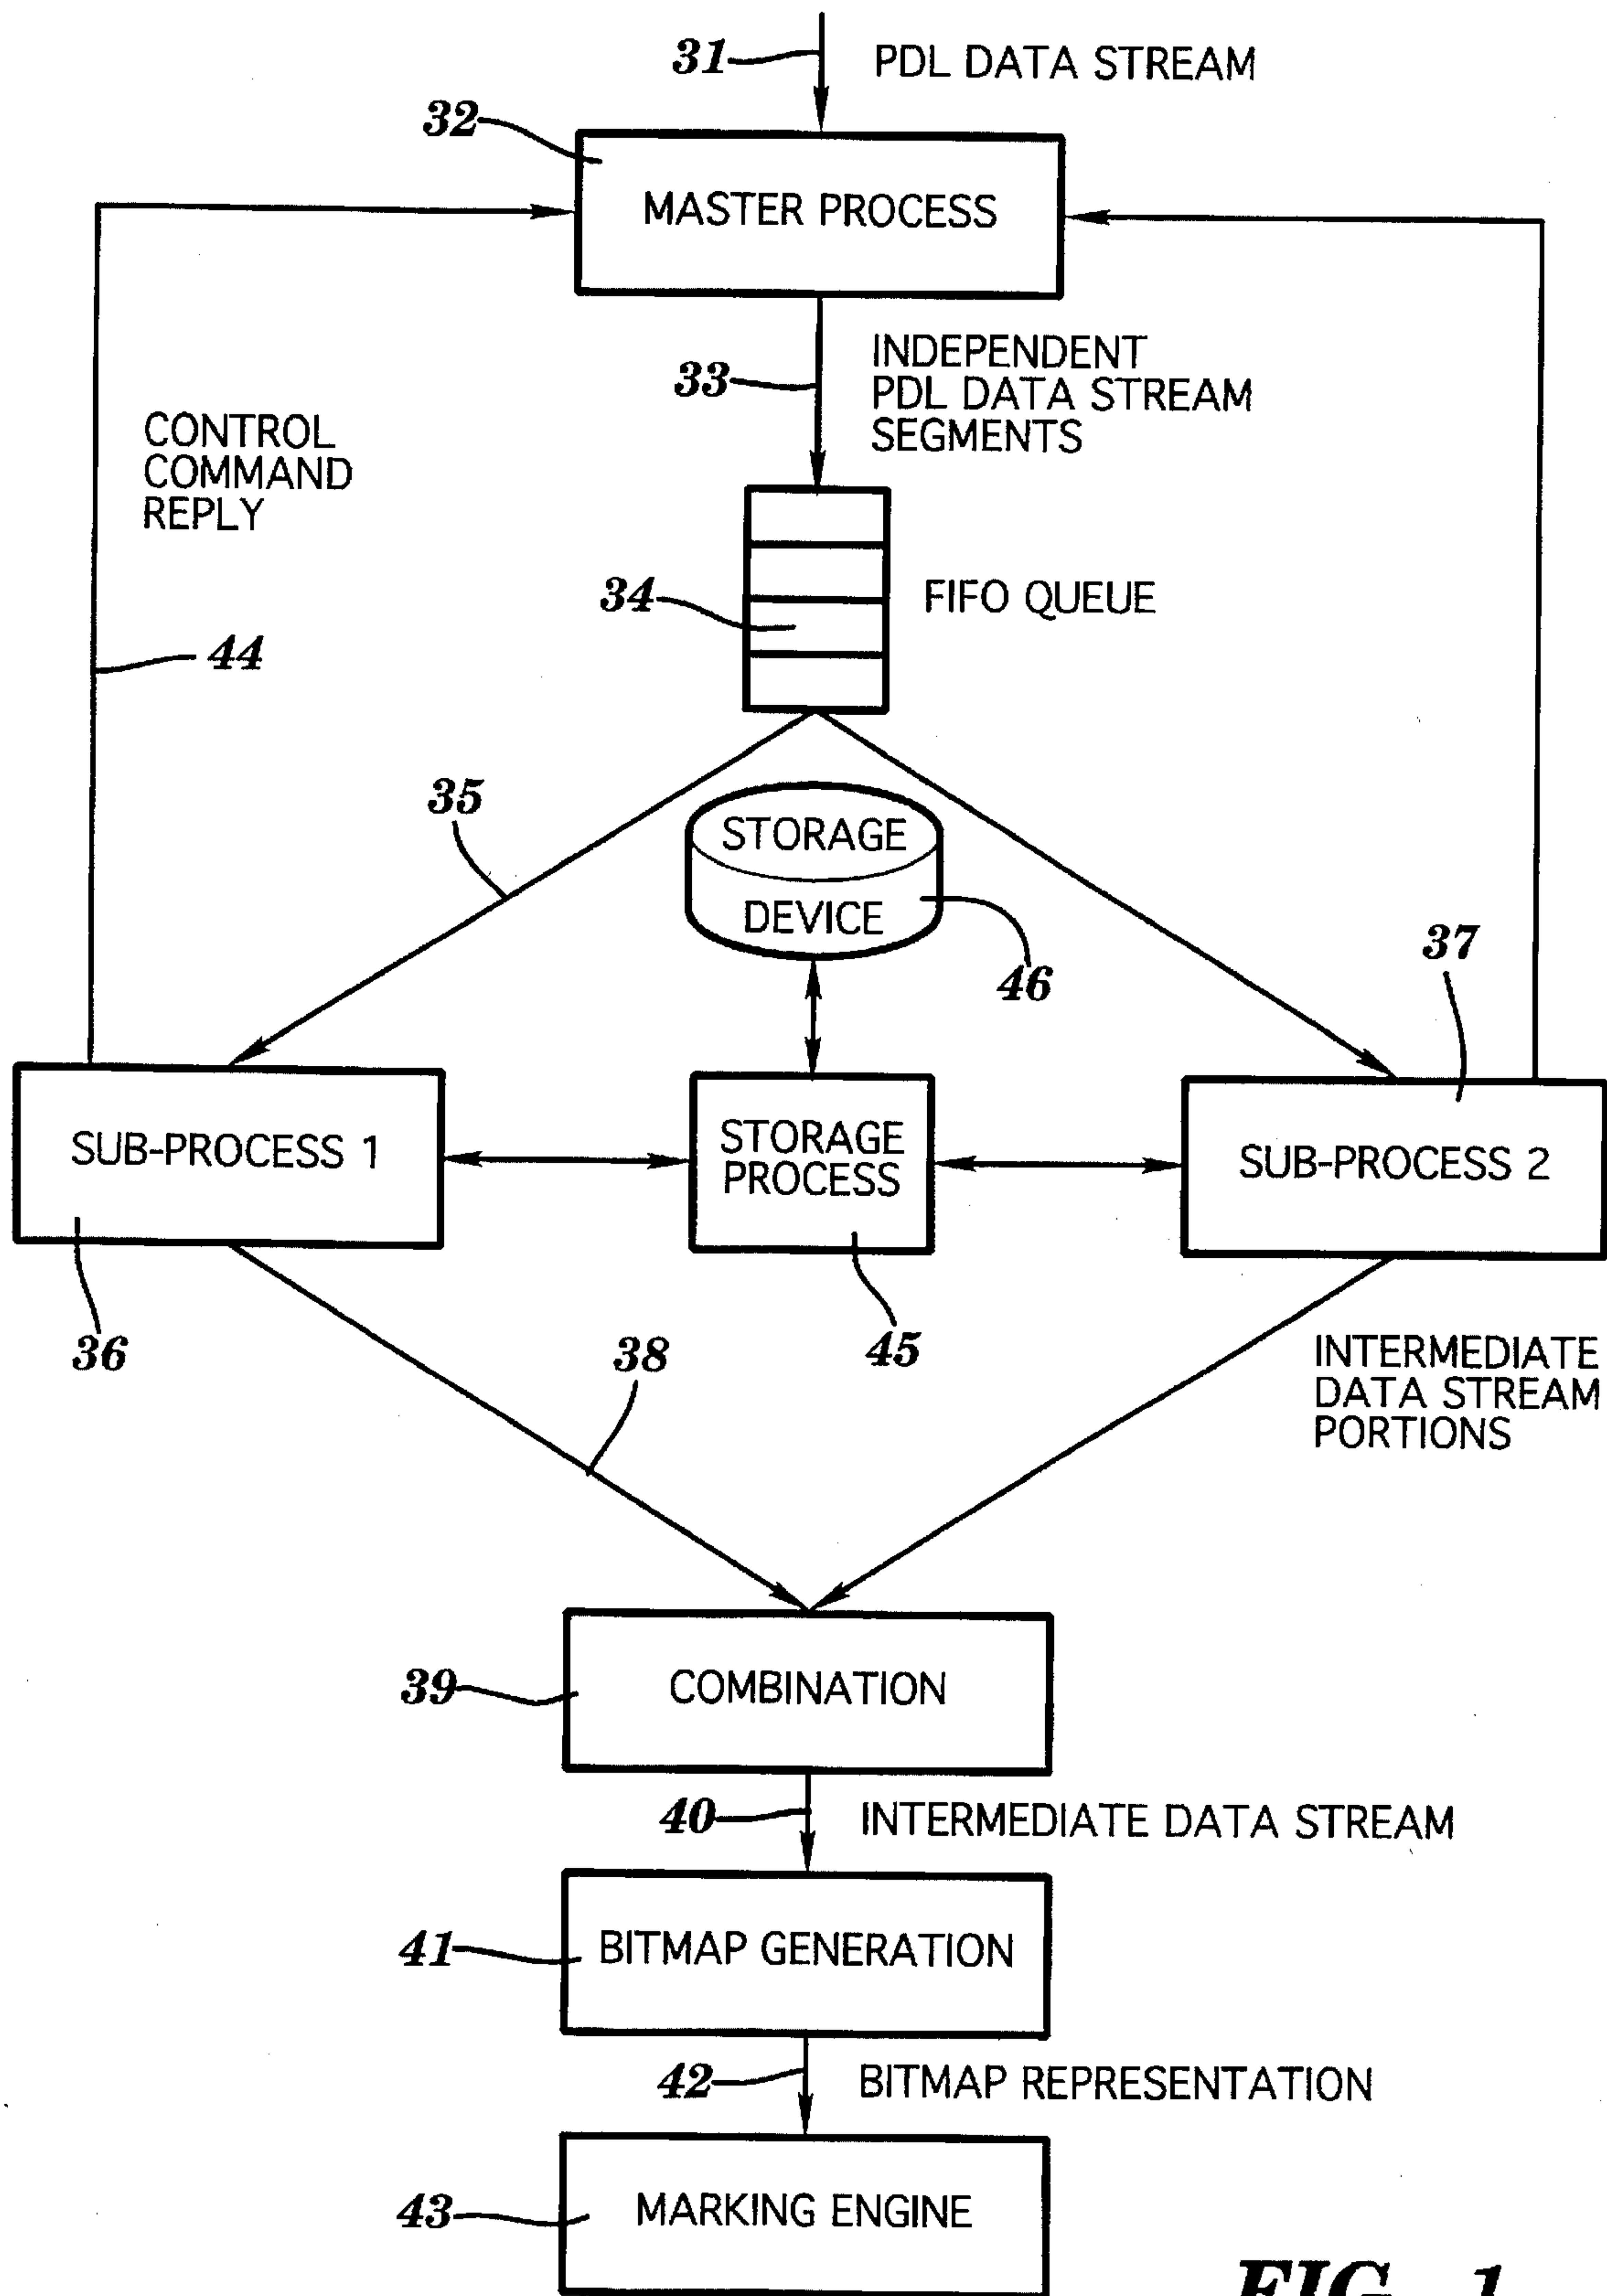 31
PDL DATA STREAM
32
MASTER PROCESS
33
INDEPENDENT
PDL DATA STREAM
SEGMENTS
CONTROL
COMMAND
REPLY
34
FIFO QUEUE
44
35
STORAGE
DEVICE
46
37
SUB-PROCESS 1
STORAGE
PROCESS
SUB-PROCESS 2
36
38
45
INTERMEDIATE
DATA STREAM
PORTIONS
39
COMBINATION
40
INTERMEDIATE DATA STREAM
41
BITMAP GENERATION
42
BITMAP REPRESENTATION
43
MARKING ENGINE
FIG. 1